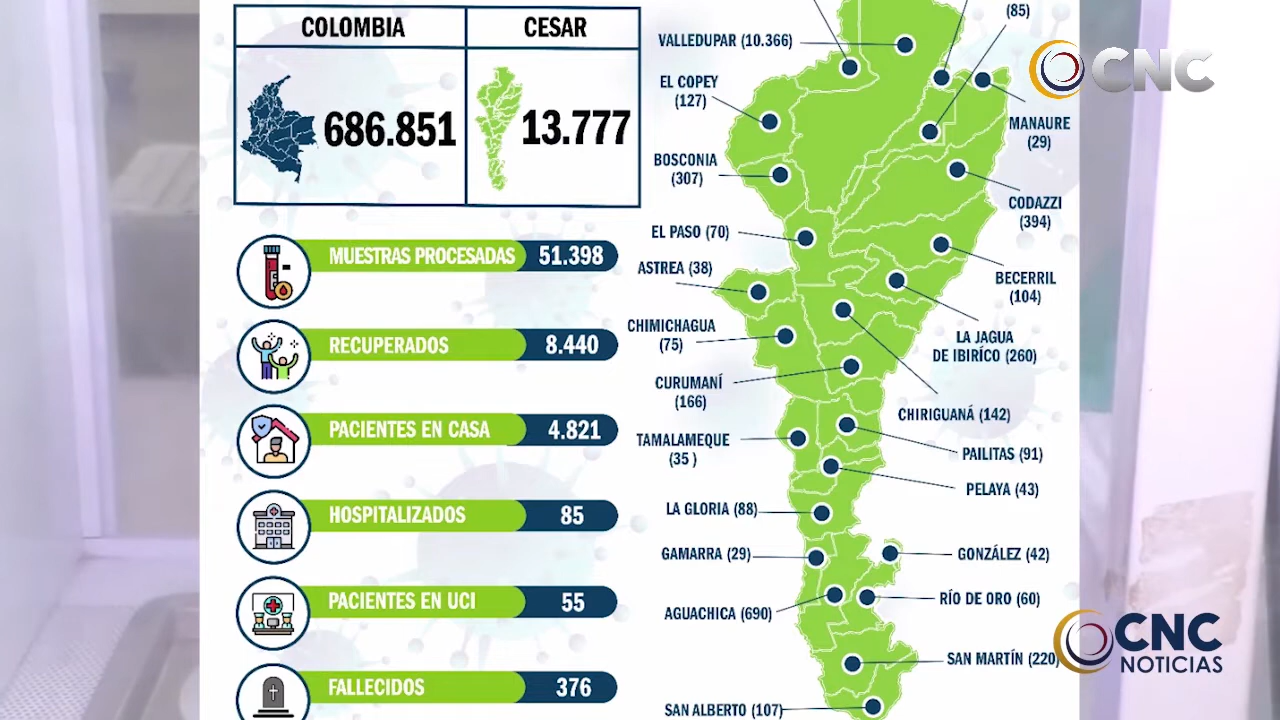 COLOMBIA
CESAR
686.851
13.777
MUESTRAS PROCESADAS 51.398
RECUPERADOS 8.440
PACIENTES EN CASA 4.821
HOSPITALIZADOS 85
PACIENTES EN UCI 55
FALLECIDOS 376
(85)
VALLEDUPAR (10.366)
EL COPEY
(127)
MANAURE
(29)
BOSCONIA
(307)
CODAZZI
(394)
EL PASO (70)
ASTREA (38)
BECERRIL
(104)
CHIMICHAGUA
(75)
LA JAGUA
DE IBIRÍCO (260)
CURUMANÍ
(166)
CHIRIGUANÁ (142)
TAMALAMEQUE
(35 )
PAILITAS (91)
PELAYA (43)
LA GLORIA (88)
GAMARRA (29)
GONZÁLEZ (42)
AGUACHICA (690)
RÍO DE ORO (60)
SAN MARTÍN (220)
SAN ALBERTO (107)
CNC
CNC
NOTICIAS